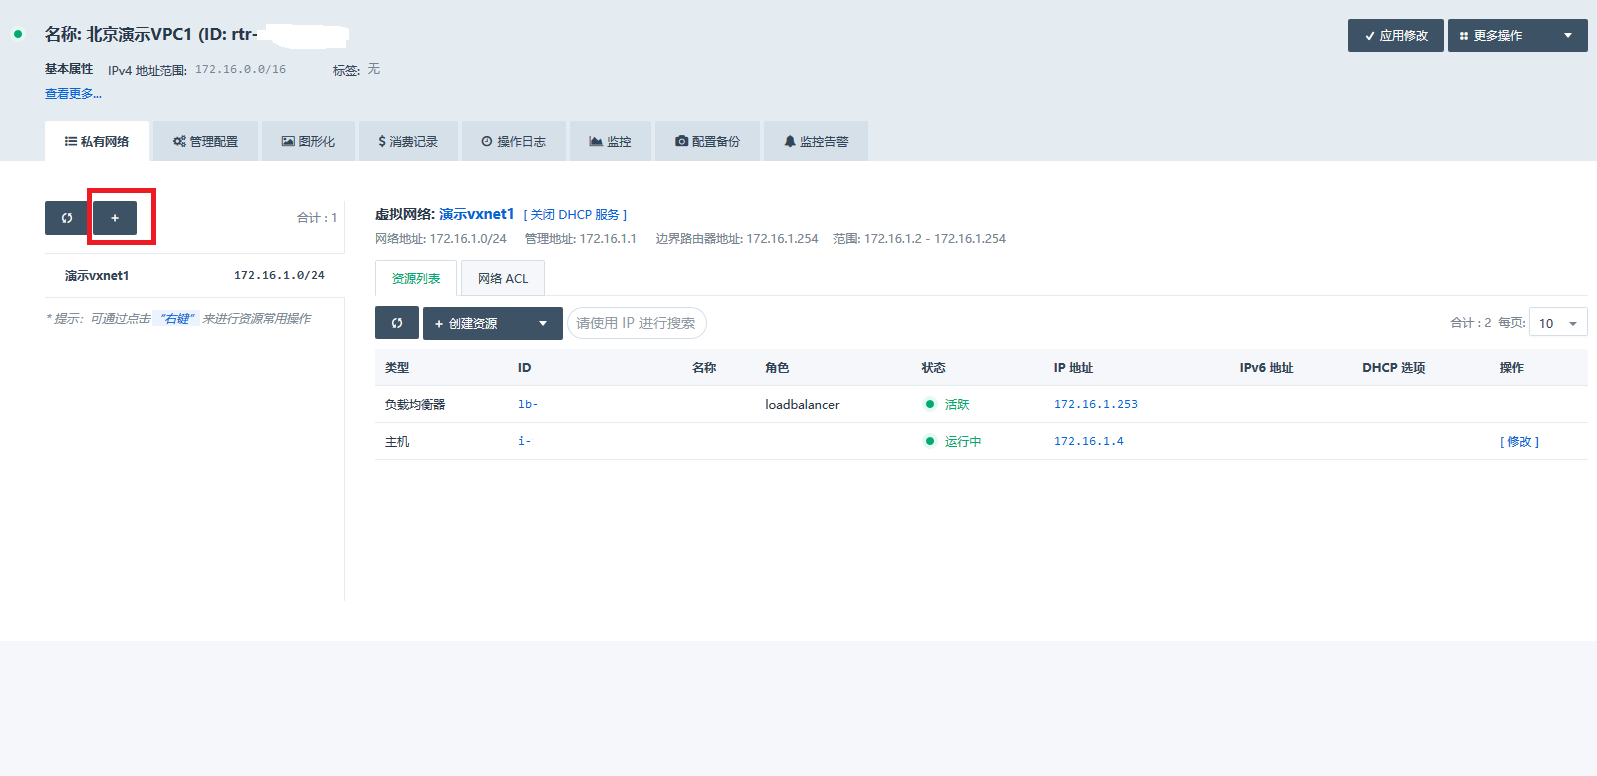 名称: 北京演示VPC1 (ID: rtr-
应用修改 更多操作
基本属性 IPv4 地址范围: 172.16.0.0/16 标签: 无
查看更多...
私有网络 管理配置 图形化 消费记录 操作日志 监控 配置备份 监控告警
+ 合计 : 1
演示vxnet1 172.16.1.0/24
* 提示：可通过点击 “右键” 来进行资源常用操作
虚拟网络: 演示vxnet1 [ 关闭 DHCP 服务 ]
网络地址: 172.16.1.0/24 管理地址: 172.16.1.1 边界路由器地址: 172.16.1.254 范围: 172.16.1.2 - 172.16.1.254
资源列表 网络 ACL
+ 创建资源 请使用 IP 进行搜索 合计 : 2 每页: 10
类型 ID 名称 角色 状态 IP 地址 IPv6 地址 DHCP 选项 操作
负载均衡器 lb- loadbalancer 活跃 172.16.1.253
主机 i- 运行中 172.16.1.4 [ 修改 ]